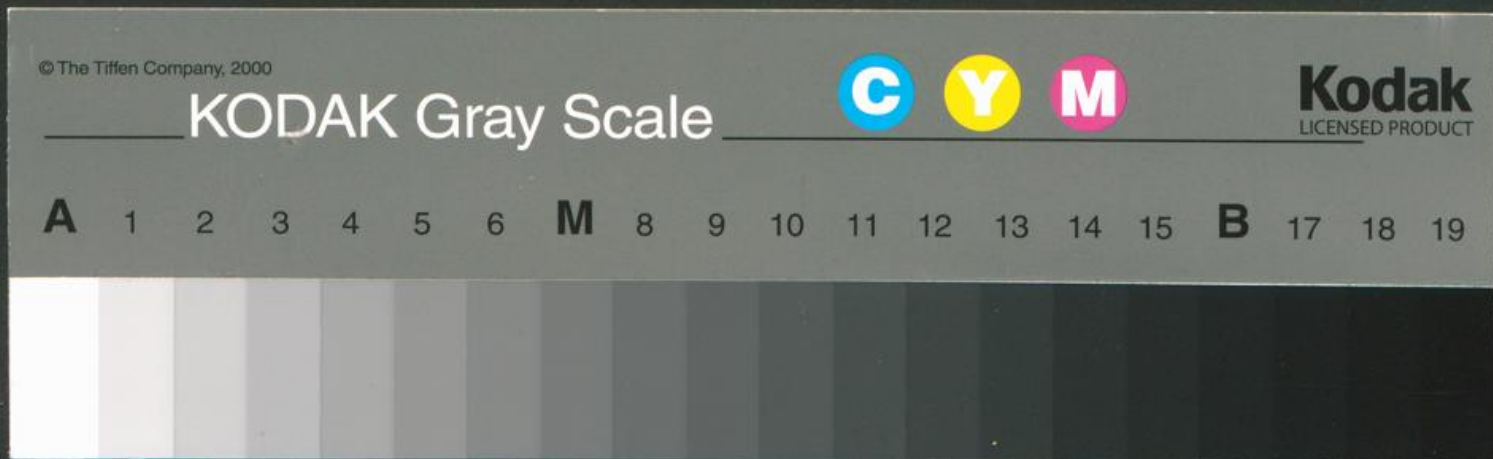 © The Tiffen Company, 2000
KODAK Gray Scale
C Y M
Kodak
LICENSED PRODUCT
A 1 2 3 4 5 6 M 8 9 10 11 12 13 14 15 B 17 18 19